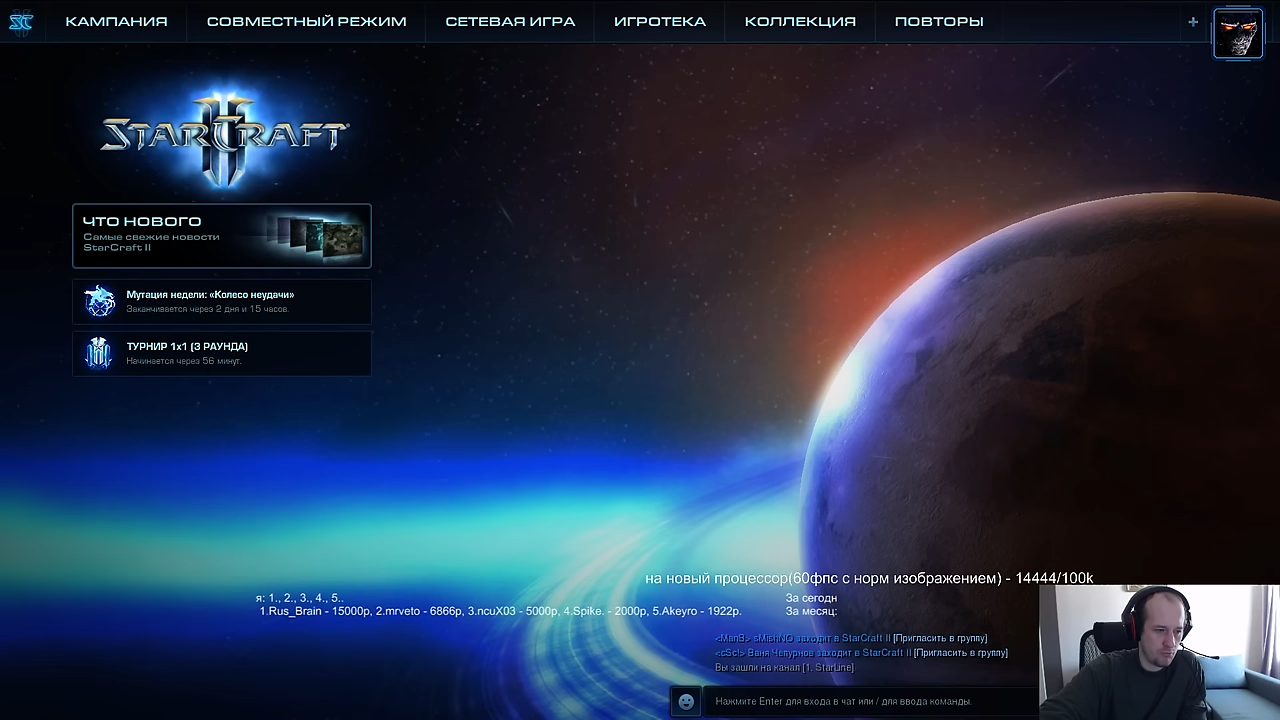 КАМПАНИЯ
СОВМЕСТНЫЙ РЕЖИМ
СЕТЕВАЯ ИГРА
ИГРОТЕКА
КОЛЛЕКЦИЯ
ПОВТОРЫ
STARCRAFT
II
ЧТО НОВОГО
Самые свежие новости
StarCraft II
Мутация недели: «Колесо неудачи»
Заканчивается через 2 дня и 15 часов.
ТУРНИР 1x1 (3 РАУНДА)
Начинается через 56 минут.
на новый процессор(60фпс с норм изображением) - 14444/100k
я: 1., 2., 3., 4., 5..
За сегодн
1.Rus_Brain - 15000р, 2.mrveto - 6866р, 3.ncuX03 - 5000р, 4.Spike. - 2000р, 5.Akeyro - 1922р.
За месяц:
<ManB> sMishNO заходит в StarCraft II [Пригласить в группу]
<cSc!> Ваня Чепурнов заходит в StarCraft II [Пригласить в группу]
Вы зашли на канал [1. StarLine].
Нажмите Enter для входа в чат или / для ввода команды.